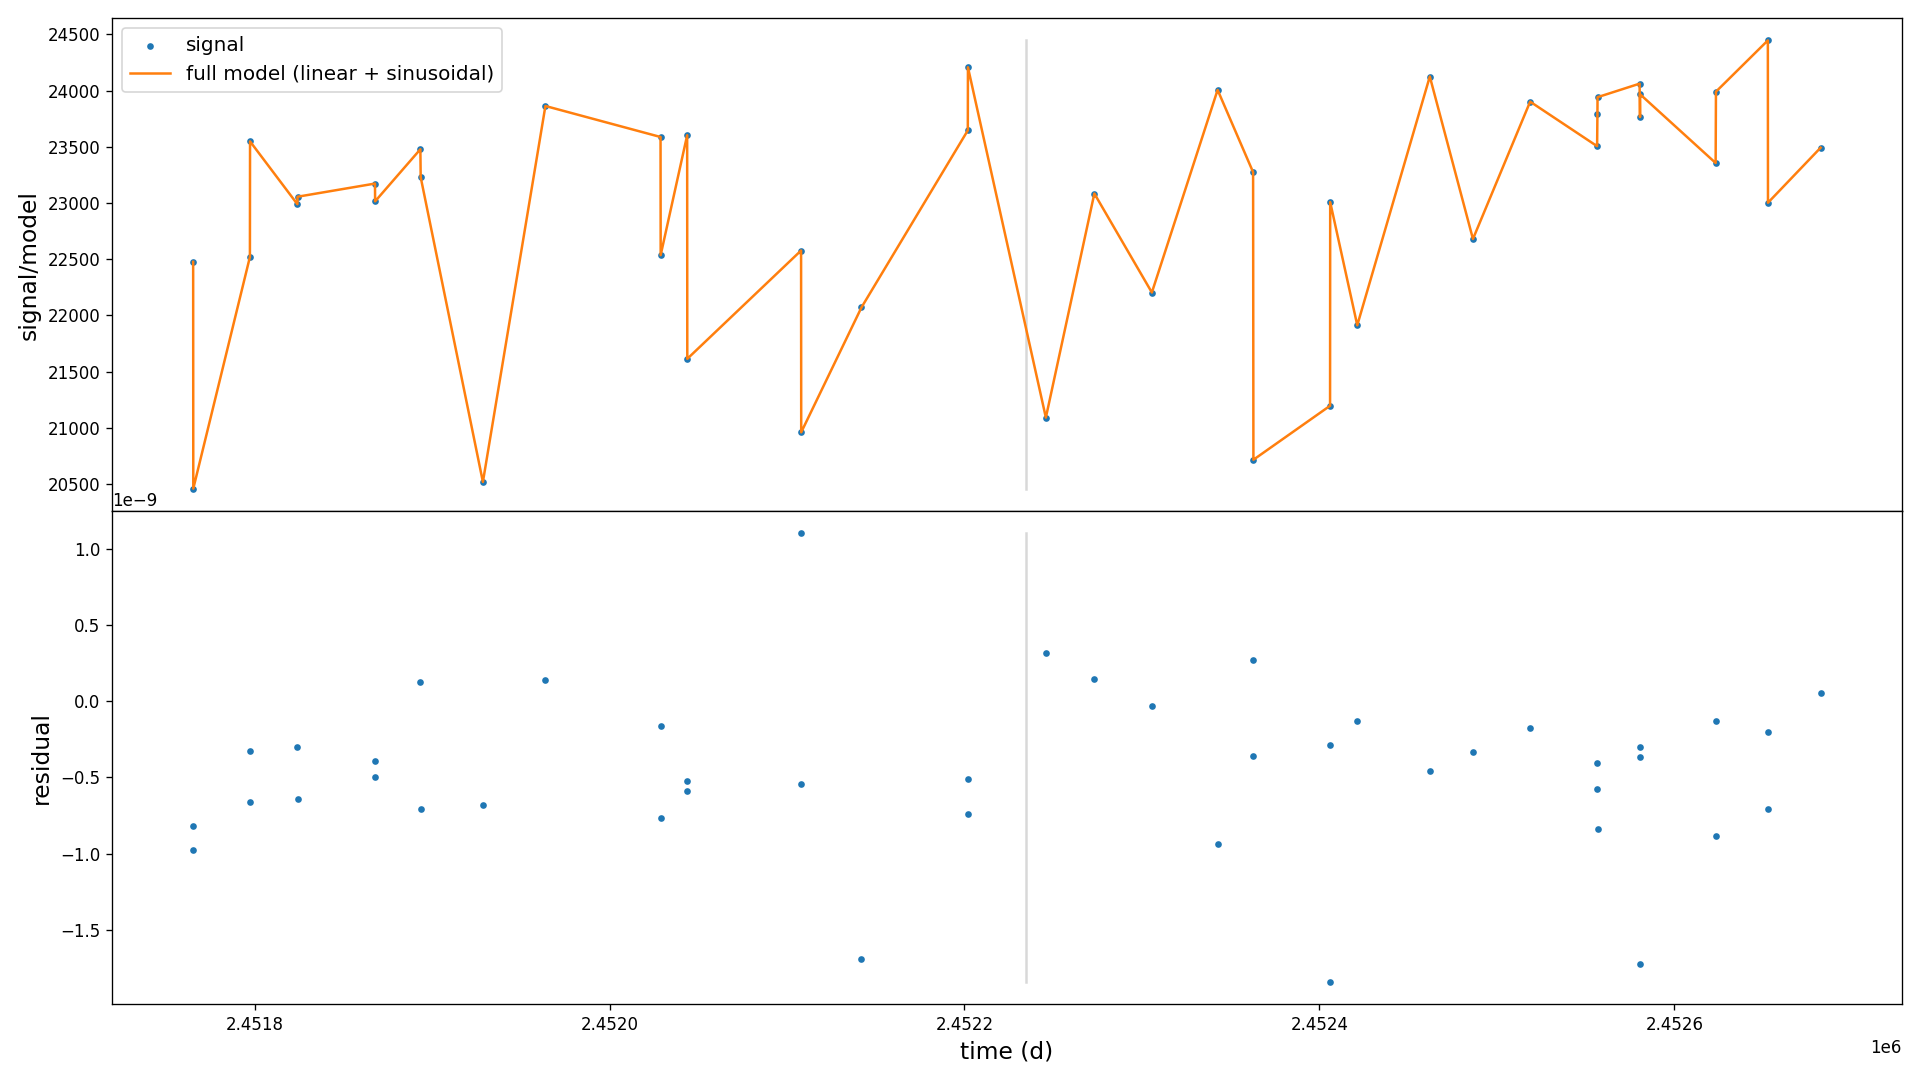 24500
24000
23500
23000
22500
22000
21500
21000
20500
signal/model
signal
full model (linear + sinusoidal)
1e−9
1.0
0.5
0.0
−0.5
−1.0
−1.5
residual
2.4518
2.4520
2.4522
2.4524
2.4526
time (d)
1e6